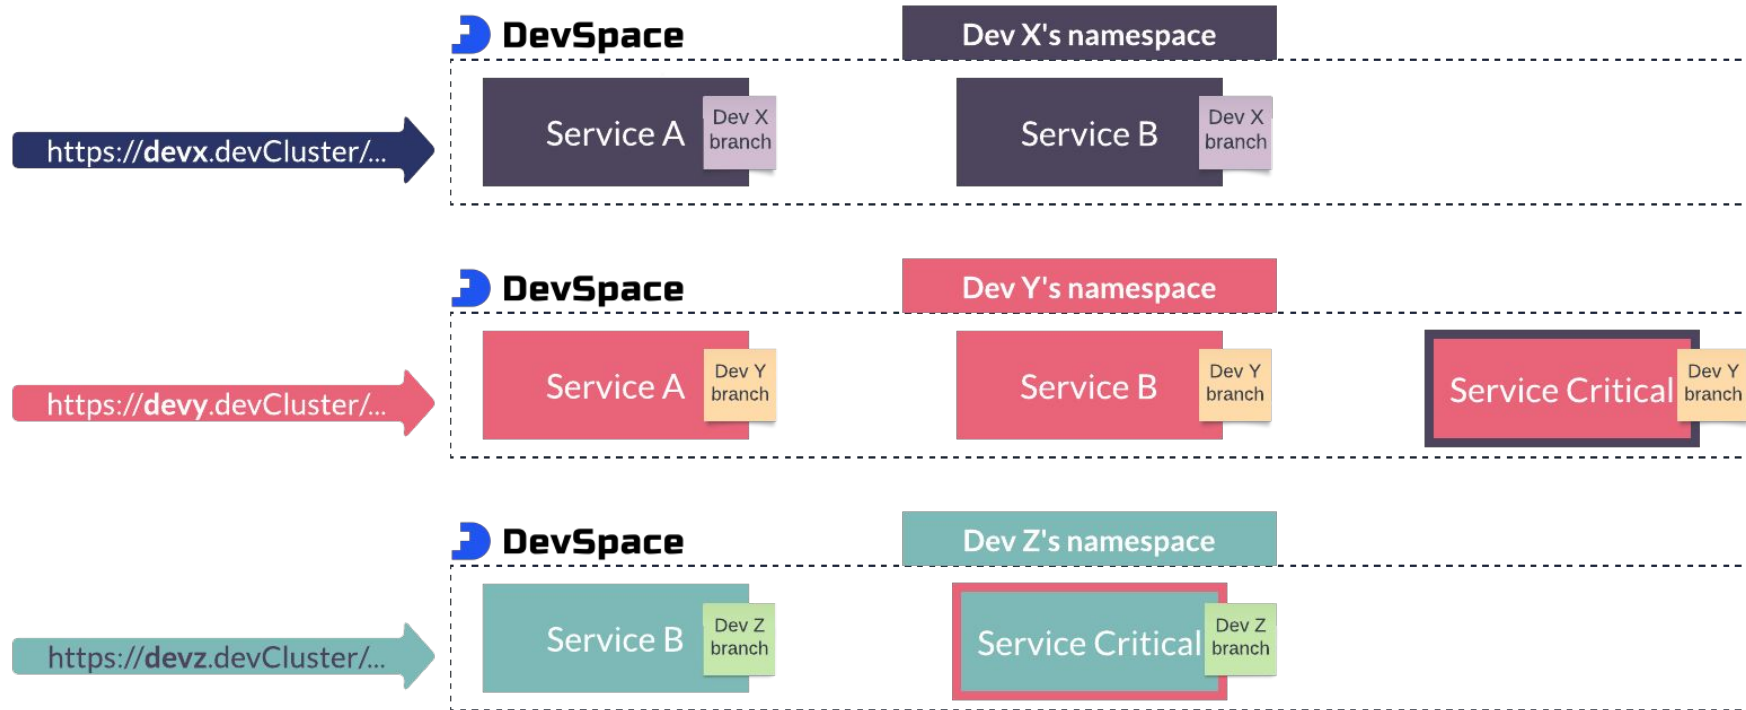 DevSpace
Dev X's namespace
https://devx.devCluster/...
Service A
Dev X
branch
Service B
Dev X
branch
DevSpace
Dev Y's namespace
https://devy.devCluster/...
Service A
Dev Y
branch
Service B
Dev Y
branch
Service Critical
Dev Y
branch
DevSpace
Dev Z's namespace
https://devz.devCluster/...
Service B
Dev Z
branch
Service Critical
Dev Z
branch